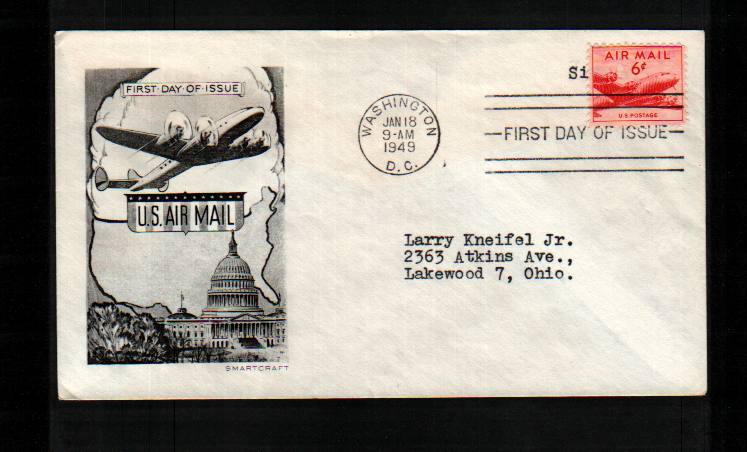 FIRST·DAY·OF·ISSUE
U.S. AIR MAIL
SMARTCRAFT
WASHINGTON
JAN 18
9-AM
1949
D.C.
Si
AIR MAIL
6¢
U.S. POSTAGE
FIRST DAY OF ISSUE
Larry Kneifel Jr.
2363 Atkins Ave.,
Lakewood 7, Ohio.